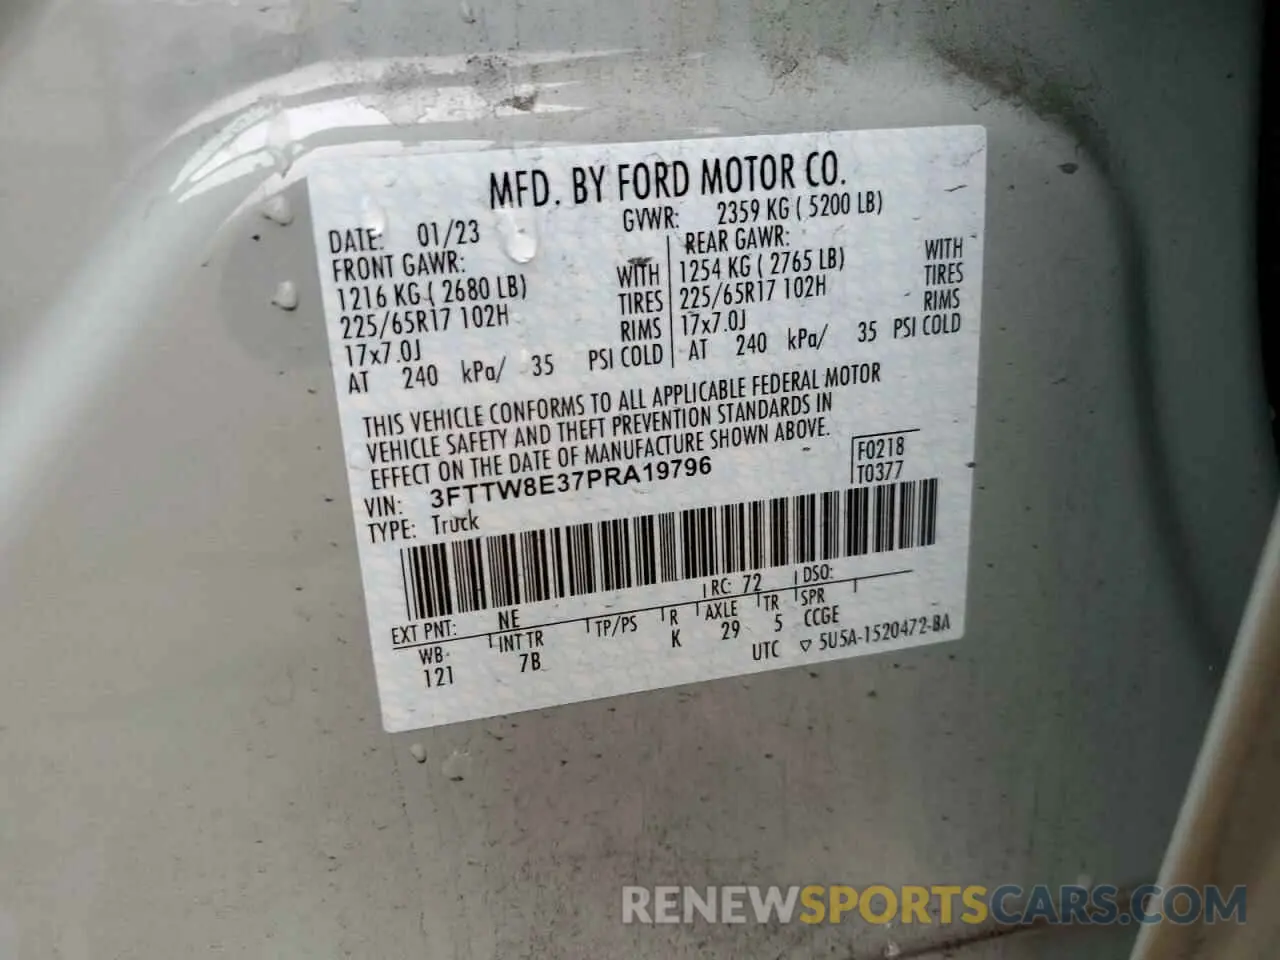 MFD. BY FORD MOTOR CO.
DATE: 01/23 GVWR: 2359 KG ( 5200 LB)
FRONT GAWR: REAR GAWR:
1216 KG ( 2680 LB) WITH 1254 KG ( 2765 LB) WITH
225/65R17 102H TIRES 225/65R17 102H TIRES
17x7.0J RIMS 17x7.0J RIMS
AT 240 kPa/ 35 PSI COLD AT 240 kPa/ 35 PSI COLD
THIS VEHICLE CONFORMS TO ALL APPLICABLE FEDERAL MOTOR
VEHICLE SAFETY AND THEFT PREVENTION STANDARDS IN
EFFECT ON THE DATE OF MANUFACTURE SHOWN ABOVE.
VIN: 3FTTW8E37PRA19796 F0218
TYPE: Truck T0377
EXT PNT: NE RC: 72 DSO:
WB INT TR TP/PS R AXLE TR SPR
121 7B K 29 5 CCGE
UTC ▽ 5U5A-1520472-BA
RENEWSPORTSCARS.COM